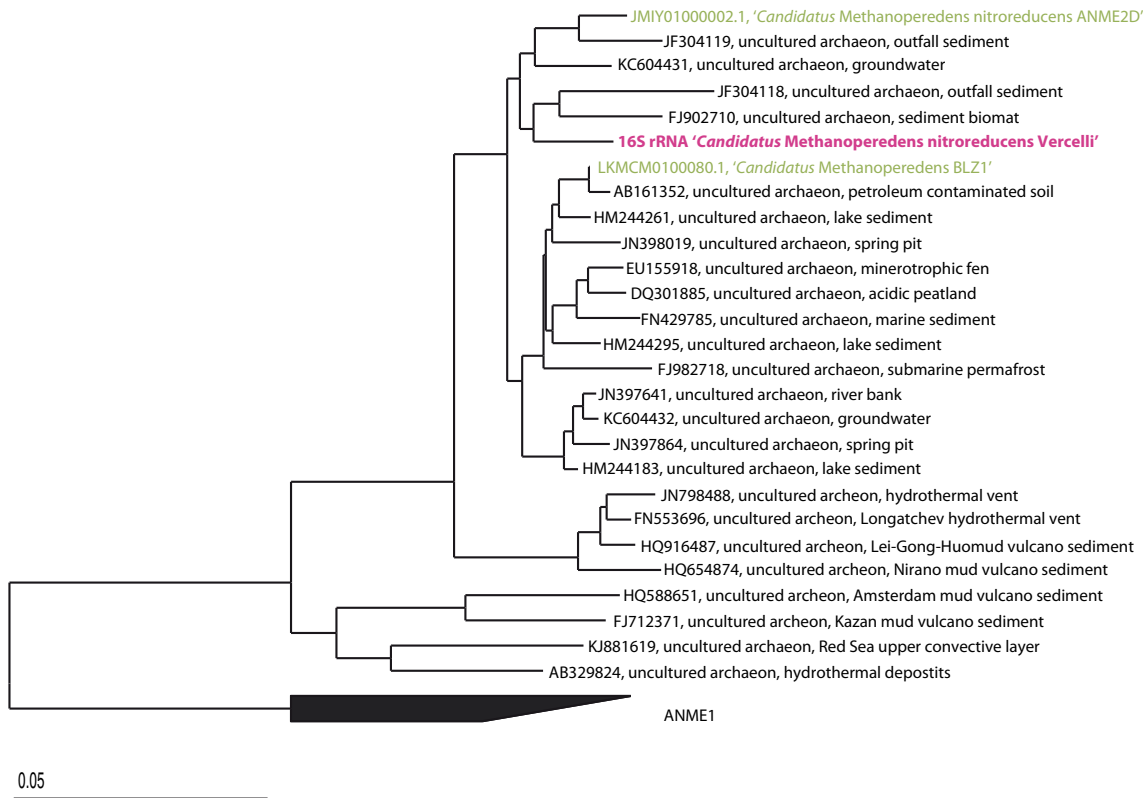 JMIY01000002.1, ‘Candidatus Methanoperedens nitroreducens ANME2D’
JF304119, uncultured archaeon, outfall sediment
KC604431, uncultured archaeon, groundwater
JF304118, uncultured archaeon, outfall sediment
FJ902710, uncultured archaeon, sediment biomat
16S rRNA ‘Candidatus Methanoperedens nitroreducens Vercelli’
LKMCM0100080.1, ‘Candidatus Methanoperedens BLZ1’
AB161352, uncultured archaeon, petroleum contaminated soil
HM244261, uncultured archaeon, lake sediment
JN398019, uncultured archaeon, spring pit
EU155918, uncultured archaeon, minerotrophic fen
DQ301885, uncultured archaeon, acidic peatland
FN429785, uncultured archaeon, marine sediment
HM244295, uncultured archaeon, lake sediment
FJ982718, uncultured archaeon, submarine permafrost
JN397641, uncultured archaeon, river bank
KC604432, uncultured archaeon, groundwater
JN397864, uncultured archaeon, spring pit
HM244183, uncultured archaeon, lake sediment
JN798488, uncultured archeon, hydrothermal vent
FN553696, uncultured archeon, Longatchev hydrothermal vent
HQ916487, uncultured archeon, Lei-Gong-Huomud vulcano sediment
HQ654874, uncultured archeon, Nirano mud vulcano sediment
HQ588651, uncultured archeon, Amsterdam mud vulcano sediment
FJ712371, uncultured archeon, Kazan mud vulcano sediment
KJ881619, uncultured archaeon, Red Sea upper convective layer
AB329824, uncultured archaeon, hydrothermal depostits
ANME1
0.05